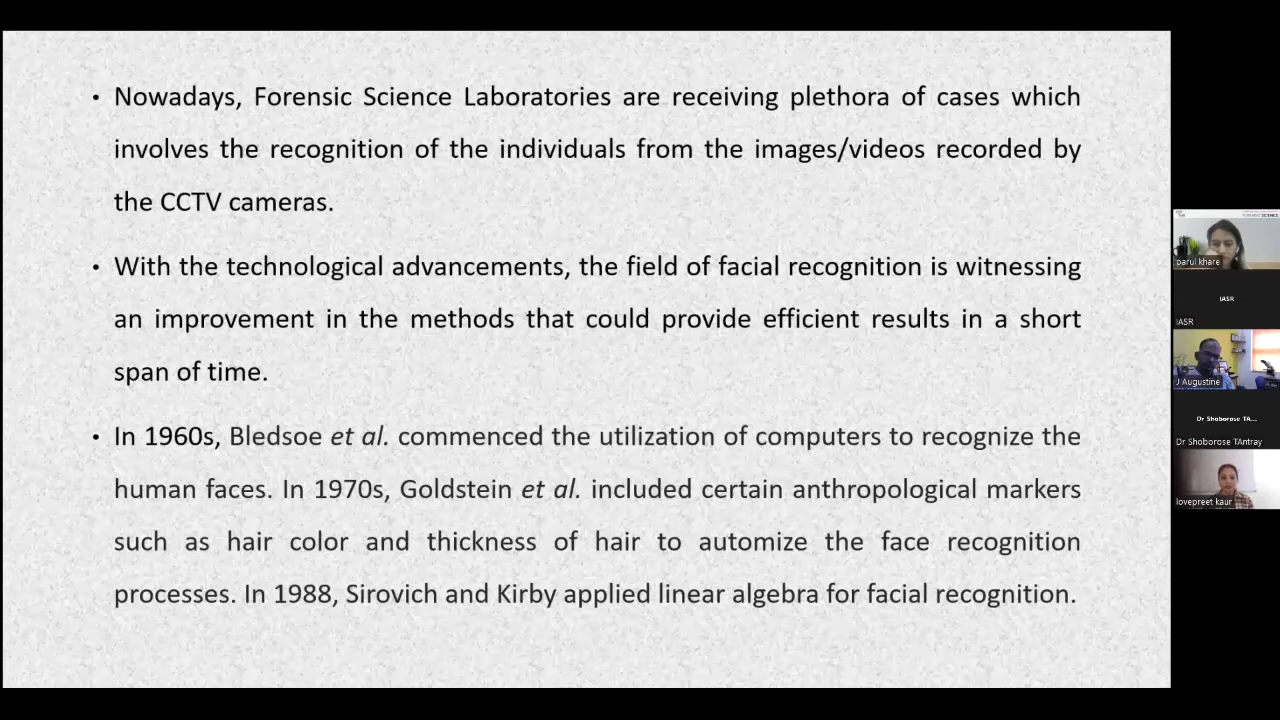 • Nowadays, Forensic Science Laboratories are receiving plethora of cases which
involves the recognition of the individuals from the images/videos recorded by
the CCTV cameras.
• With the technological advancements, the field of facial recognition is witnessing
an improvement in the methods that could provide efficient results in a short
span of time.
• In 1960s, Bledsoe et al. commenced the utilization of computers to recognize the
human faces. In 1970s, Goldstein et al. included certain anthropological markers
such as hair color and thickness of hair to automize the face recognition
processes. In 1988, Sirovich and Kirby applied linear algebra for facial recognition.
parul khare
IASR
IASR
J Augustine
Dr Shoborose TA...
Dr Shoborose TAntray
lovepreet kaur